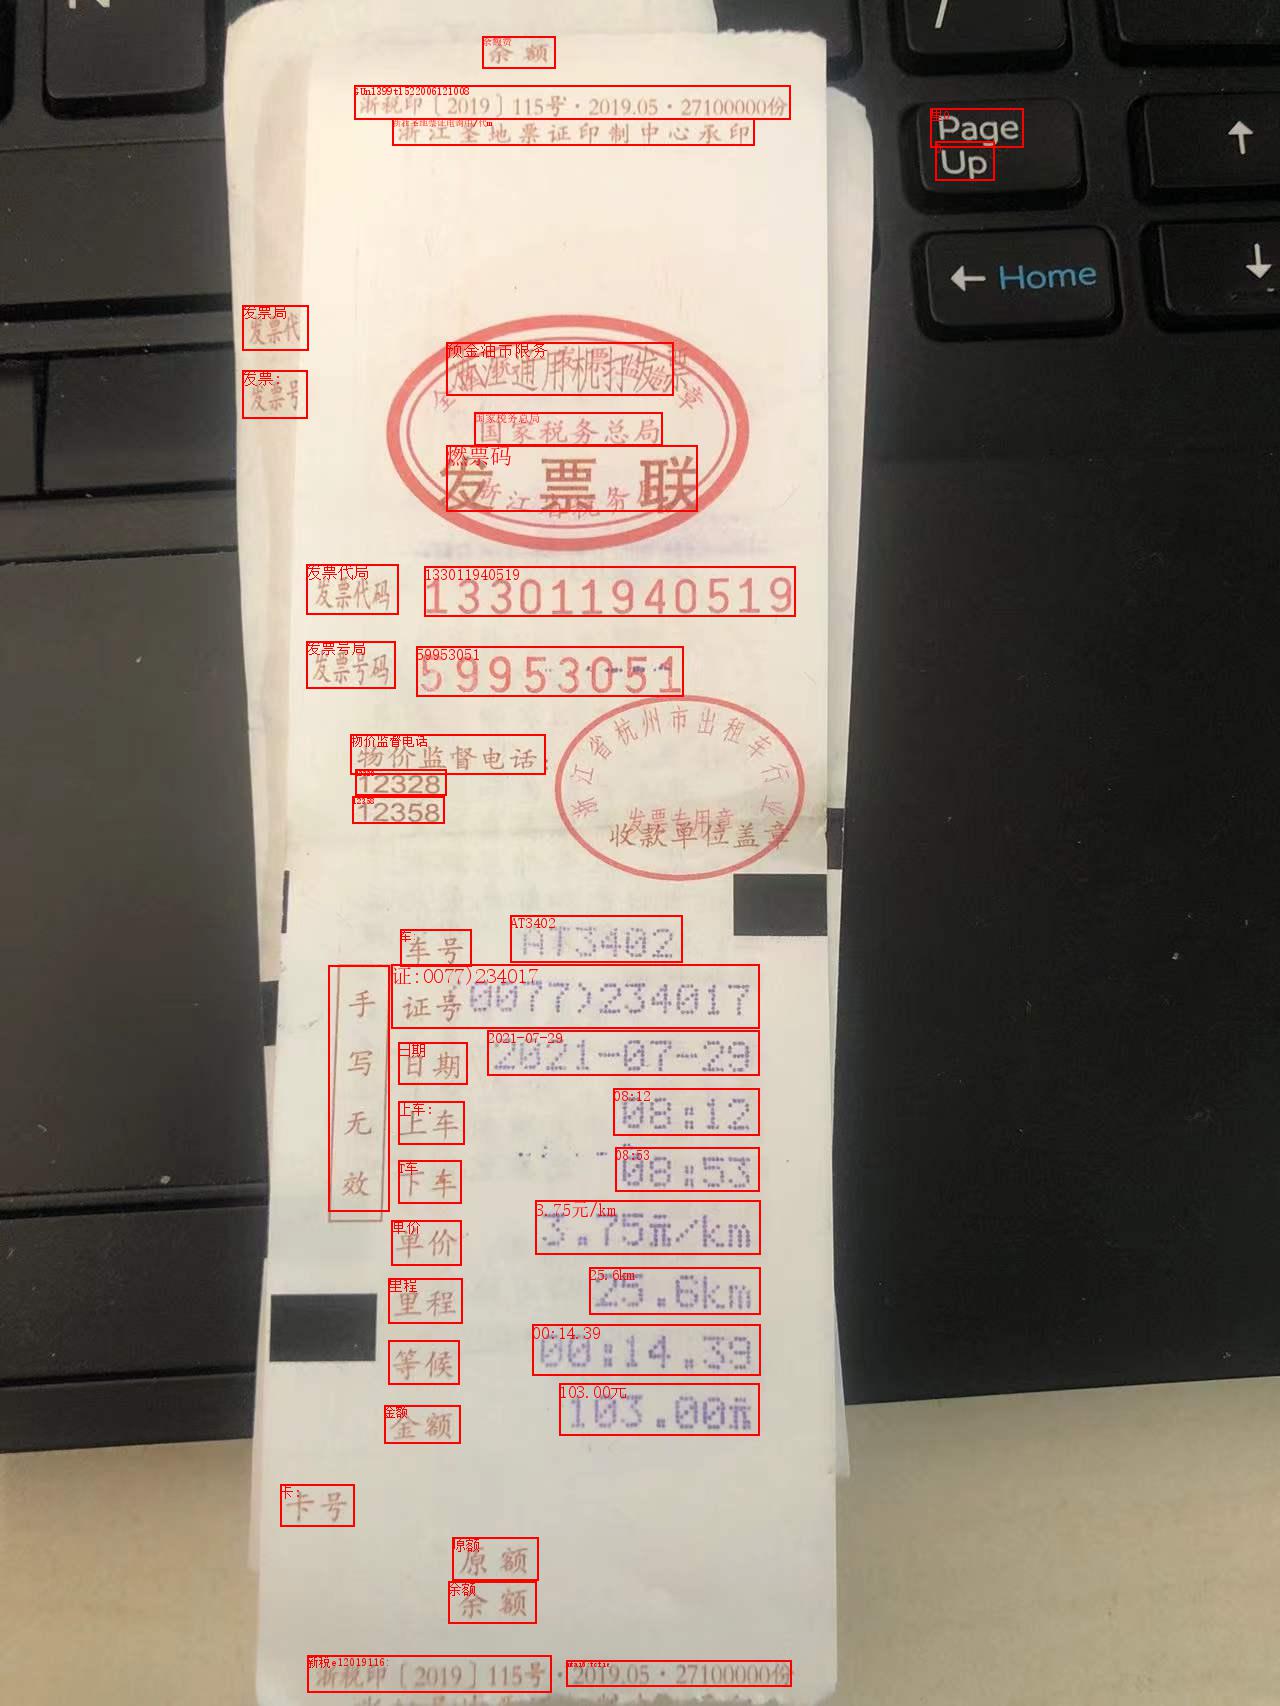 余额
浙税印〔2019〕115号·2019.05·27100000份
浙江圣地票证印制中心承印
Page
Up
Home
发票代
发票号
浙江通用机打发票
国家税务总局
发票联
浙江省税务局
发票代码 133011940519
发票号码 59953051
浙江省杭州市出租车行
物价监督电话:
12328
12358
发票专用章
收款单位盖章
手写无效
车号 AT3402
证号(0077)234017
日期 2021-07-29
上车 08:12
下车 08:53
单价 3.75元/km
里程 25.6km
等候 00:14.39
金额 103.00元
卡号
原额
余额
浙税印〔2019〕115号·2019.05·27100000份